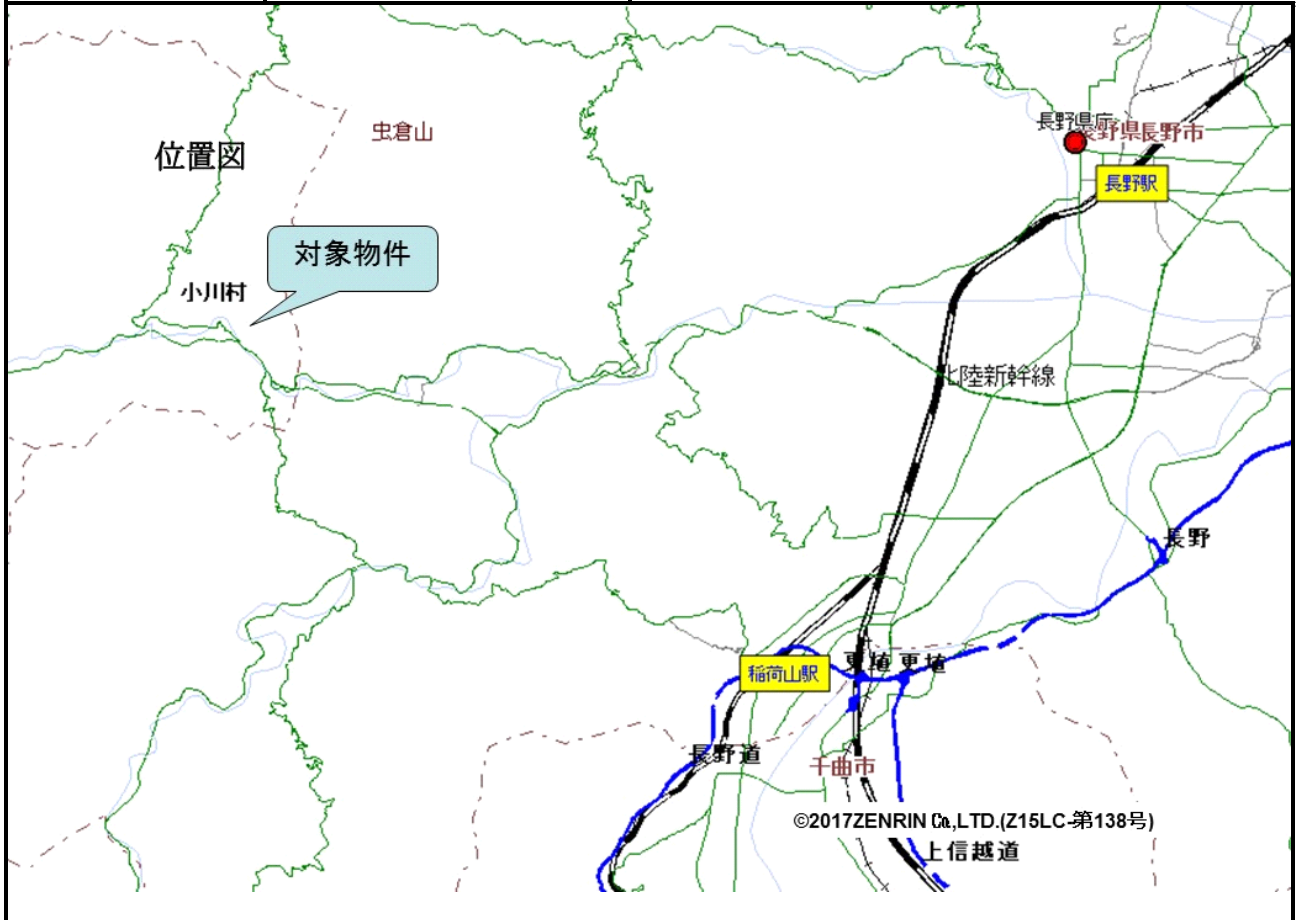 長野県庁
長野県長野市
虫倉山
位置図
長野駅
対象物件
小川村
北陸新幹線
長野
更埴 更埴
稲荷山駅
長野道
千曲市
©2017ZENRIN Co,LTD.(Z15LC-第138号)
上信越道